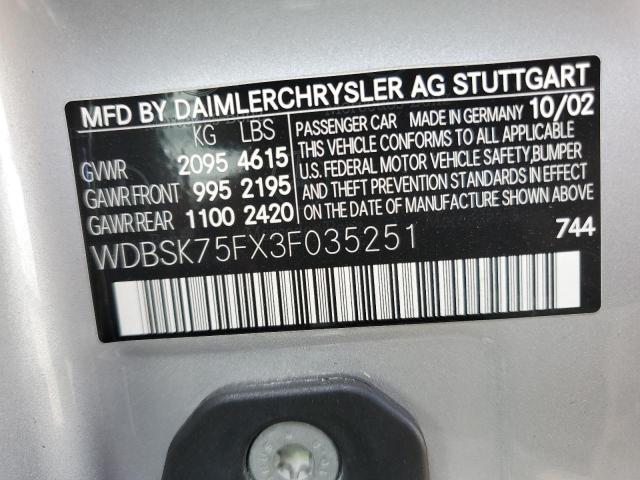 MFD BY DAIMLERCHRYSLER AG STUTTGART
KG LBS
GVWR 2095 4615
GAWR FRONT 995 2195
GAWR REAR 1100 2420
PASSENGER CAR MADE IN GERMANY 10/02
THIS VEHICLE CONFORMS TO ALL APPLICABLE
U.S. FEDERAL MOTOR VEHICLE SAFETY,BUMPER
AND THEFT PREVENTION STANDARDS IN EFFECT
ON THE DATE OF MANUFACTURE SHOWN ABOVE.
WDBSK75FX3F035251 744